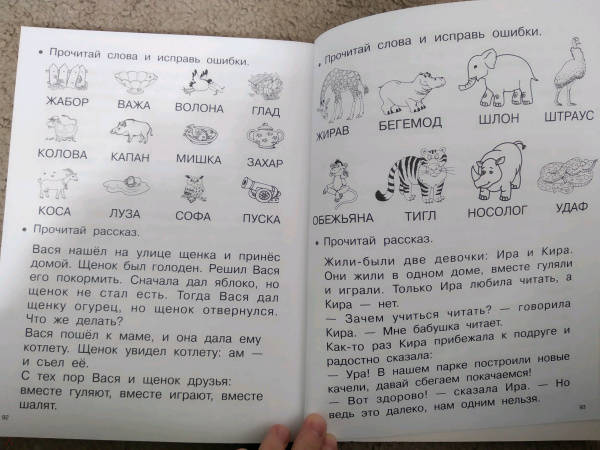 • Прочитай слова и исправь ошибки.
ЖАБОР ВАЖА ВОЛОНА ГЛАД
КОЛОВА КАПАН МИШКА ЗАХАР
КОСА ЛУЗА СОФА ПУСКА
• Прочитай рассказ.
Вася нашёл на улице щенка и принёс
домой. Щенок был голоден. Решил Вася
его покормить. Сначала дал яблоко, но
щенок не стал есть. Тогда Вася дал
щенку огурец, но щенок отвернулся.
Что же делать?
Вася пошёл к маме, и она дала ему
котлету. Щенок увидел котлету: ам —
и съел её.
С тех пор Вася и щенок друзья:
вместе гуляют, вместе играют, вместе
шалят.
92
• Прочитай слова и исправь ошибки.
ЖИРАВ БЕГЕМОД ШЛОН ШТРАУС
ОБЕЖЬЯНА ТИГЛ НОСОЛОГ УДАФ
• Прочитай рассказ.
Жили-были две девочки: Ира и Кира.
Они жили в одном доме, вместе гуляли
и играли. Только Ира любила читать, а
Кира — нет.
— Зачем учиться читать? — говорила
Кира. — Мне бабушка читает.
Как-то раз Кира прибежала к подруге и
радостно сказала:
— Ура! В нашем парке построили новые
качели, давай сбегаем покачаемся!
— Вот здорово! — сказала Ира. — Но
ведь это далеко, нам одним нельзя.
93